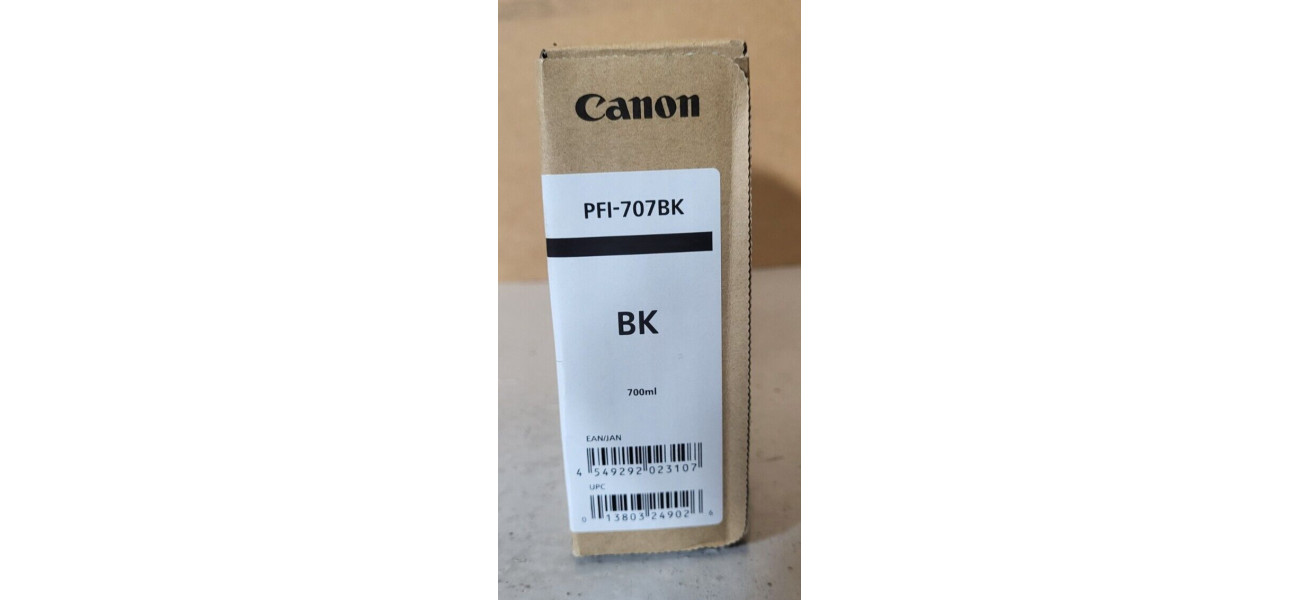 Canon
PFI-707BK
BK
700ml
EAN/JAN
4 549292 023107
UPC
0 13803 24902 6